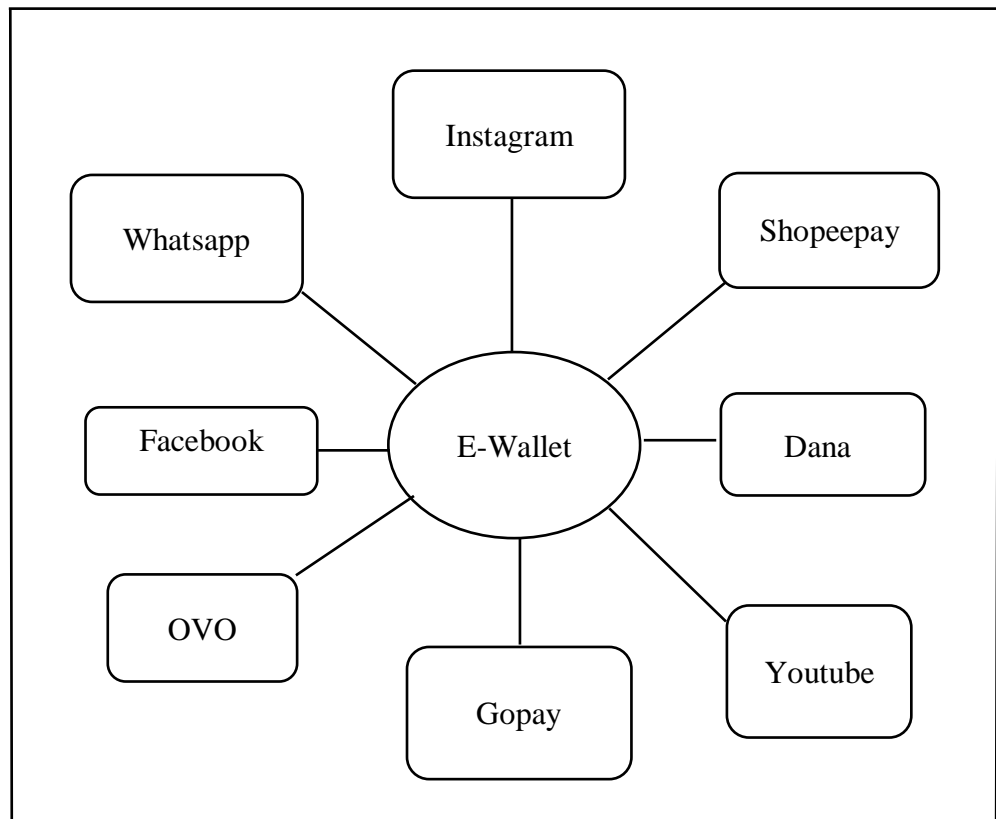 Instagram
Whatsapp
Shopeepay
Facebook
E-Wallet
Dana
OVO
Gopay
Youtube